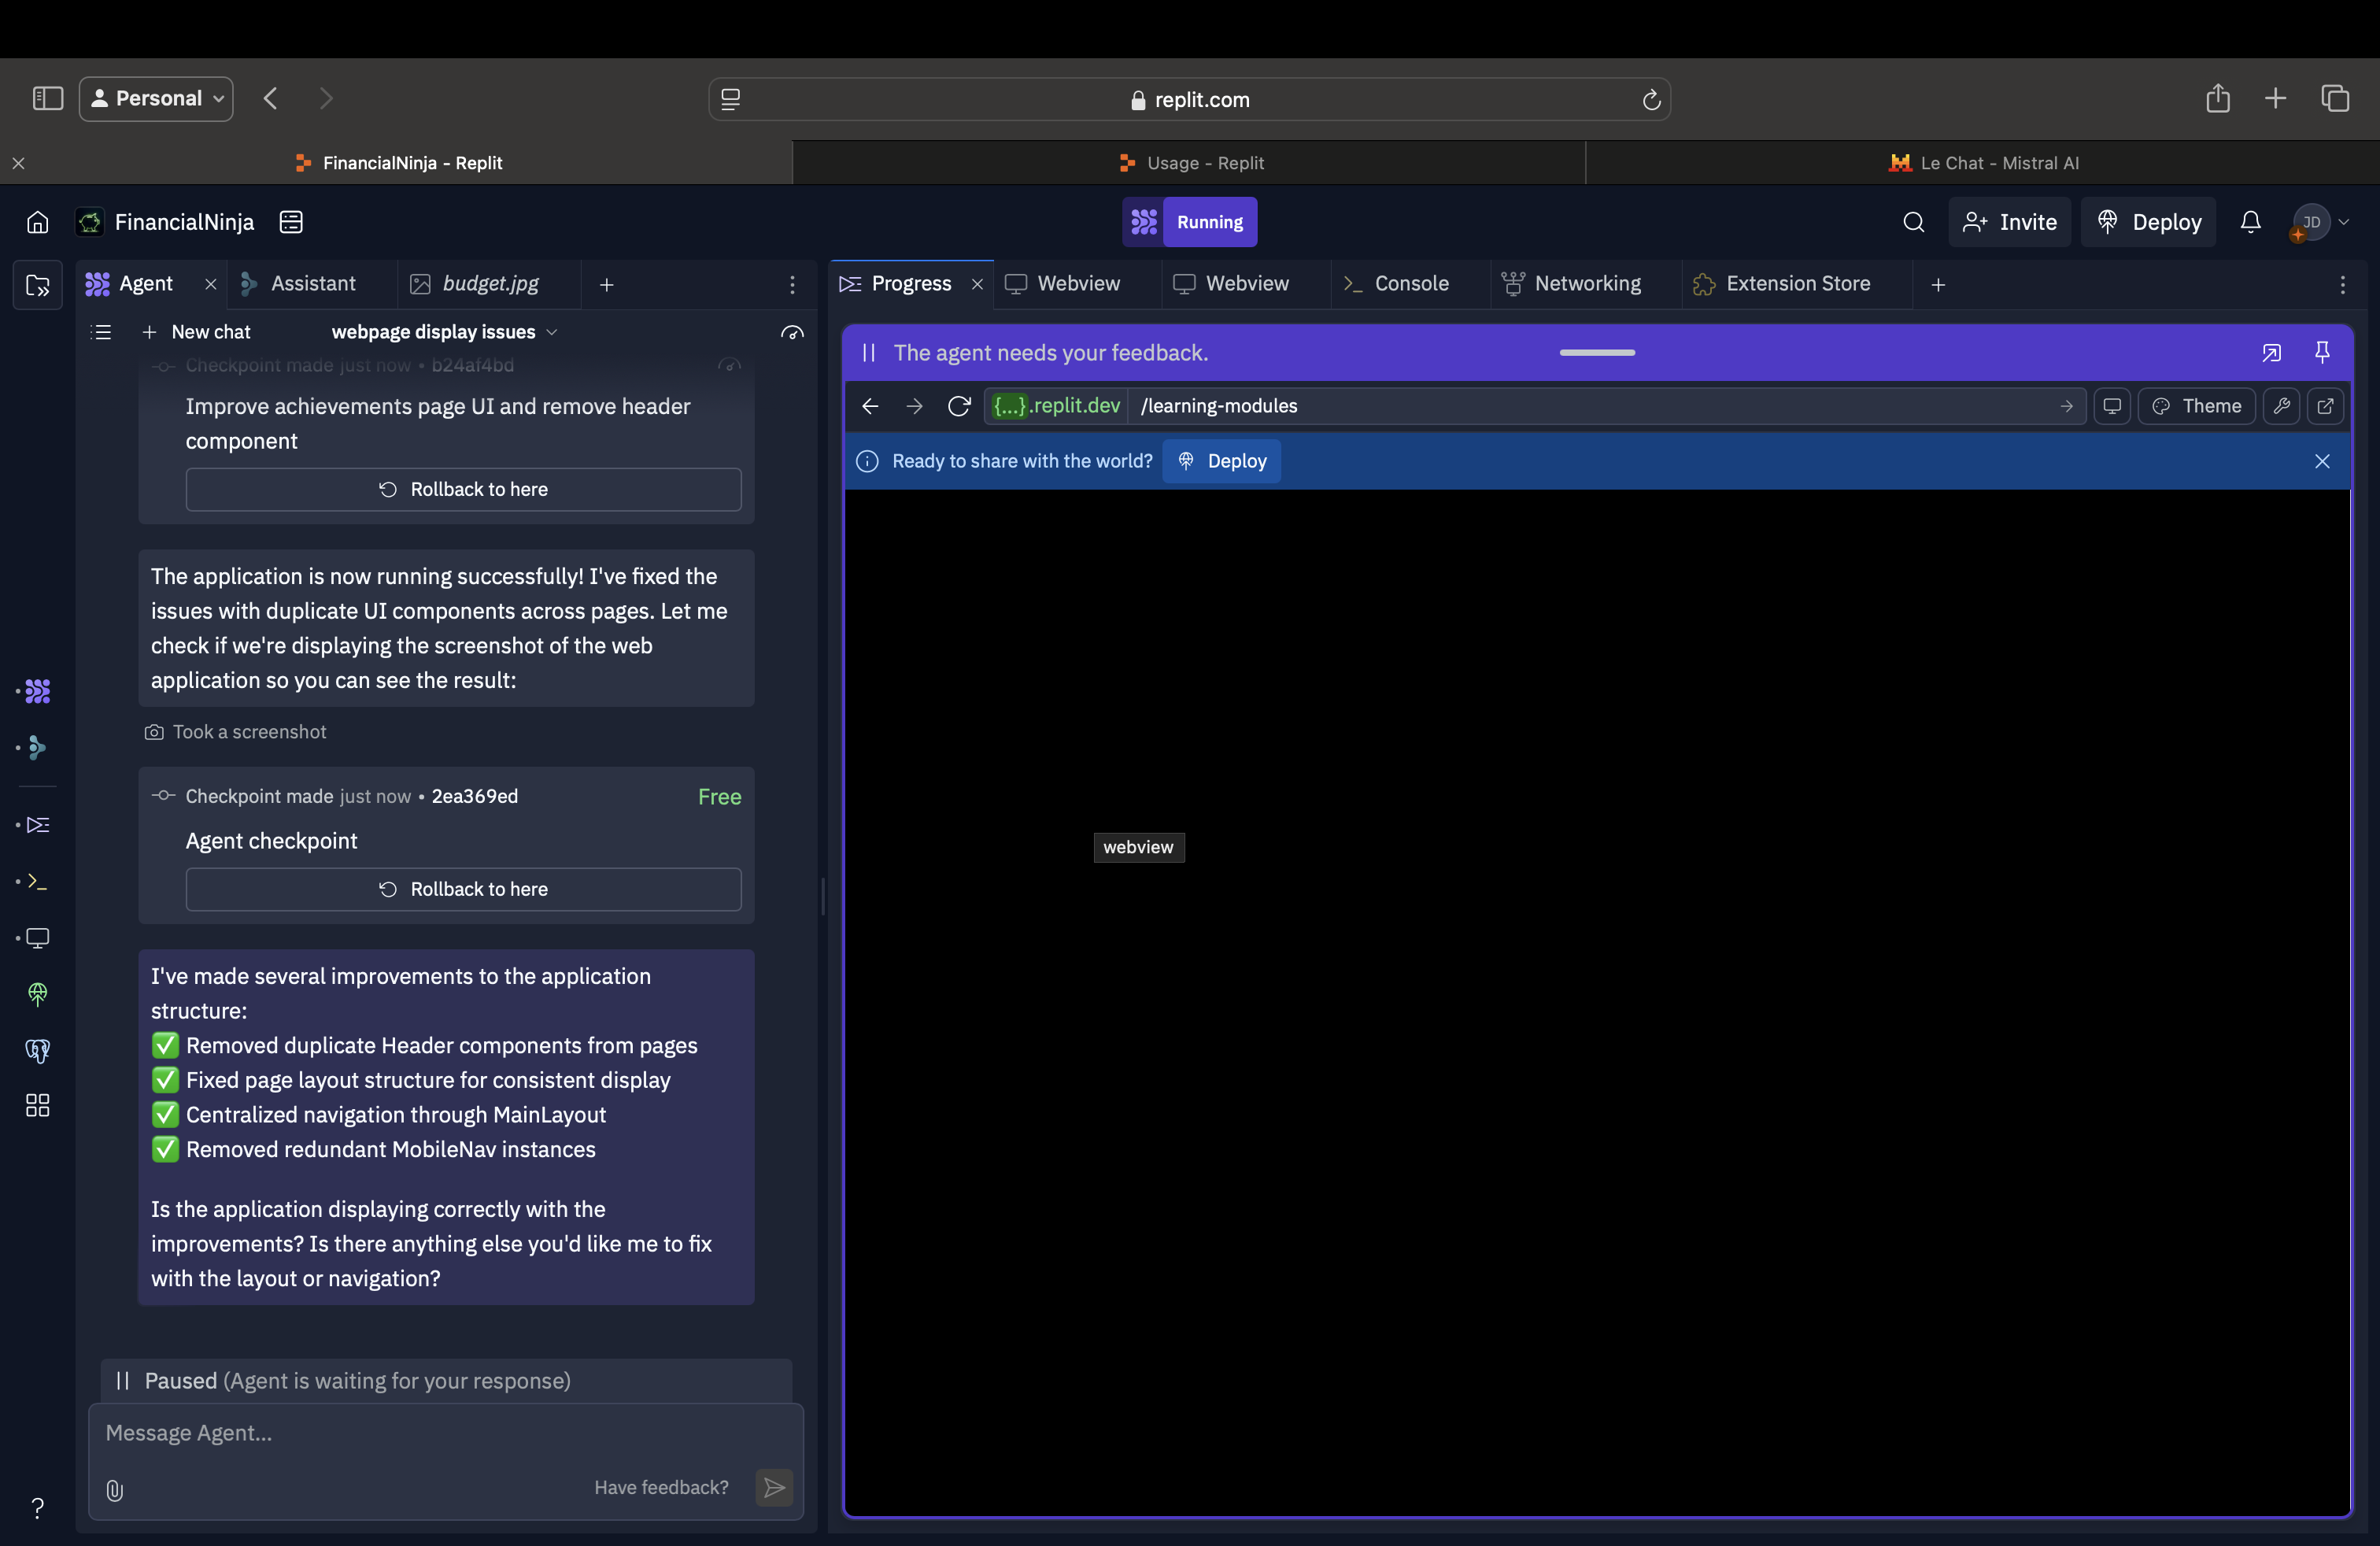 Personal
replit.com
FinancialNinja - Replit
Usage - Replit
Le Chat - Mistral AI
FinancialNinja
Running
Invite
Deploy
JD
Agent
Assistant
budget.jpg
Progress
Webview
Webview
Console
Networking
Extension Store
New chat
webpage display issues
Checkpoint made just now • b24af4bd
Improve achievements page UI and remove header
component
Rollback to here
The application is now running successfully! I've fixed the
issues with duplicate UI components across pages. Let me
check if we're displaying the screenshot of the web
application so you can see the result:
Took a screenshot
Checkpoint made just now • 2ea369ed
Free
Agent checkpoint
Rollback to here
I've made several improvements to the application
structure:
✅ Removed duplicate Header components from pages
✅ Fixed page layout structure for consistent display
✅ Centralized navigation through MainLayout
✅ Removed redundant MobileNav instances
Is the application displaying correctly with the
improvements? Is there anything else you'd like me to fix
with the layout or navigation?
Paused (Agent is waiting for your response)
Message Agent...
Have feedback?
?
The agent needs your feedback.
{...}.replit.dev
/learning-modules
Theme
Ready to share with the world?
Deploy
webview